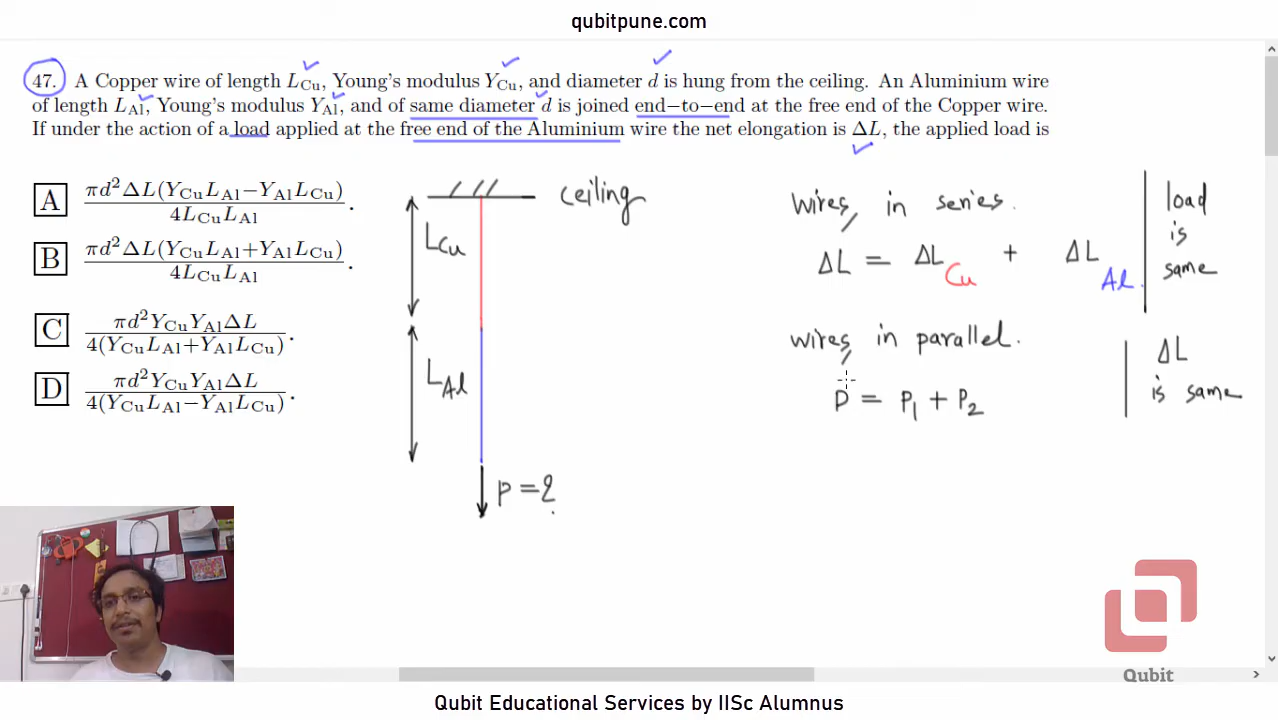 qubitpune.com
47. A Copper wire of length L_Cu, Young's modulus Y_Cu, and diameter d is hung from the ceiling. An Aluminium wire
of length L_Al, Young's modulus Y_Al, and of same diameter d is joined end-to-end at the free end of the Copper wire.
If under the action of a load applied at the free end of the Aluminium wire the net elongation is ΔL, the applied load is
A πd²ΔL(Y_Cu L_Al−Y_Al L_Cu)/4L_Cu L_Al.
B πd²ΔL(Y_Cu L_Al+Y_Al L_Cu)/4L_Cu L_Al.
C πd²Y_Cu Y_Al ΔL/4(Y_Cu L_Al+Y_Al L_Cu).
D πd²Y_Cu Y_Al ΔL/4(Y_Cu L_Al−Y_Al L_Cu).
ceiling
L_Cu
L_Al
P = ?
wires in series.
ΔL = ΔL_Cu + ΔL_Al.
load
is
same
wires in parallel.
P = P₁ + P₂
ΔL
is same
Qubit
Qubit Educational Services by IISc Alumnus